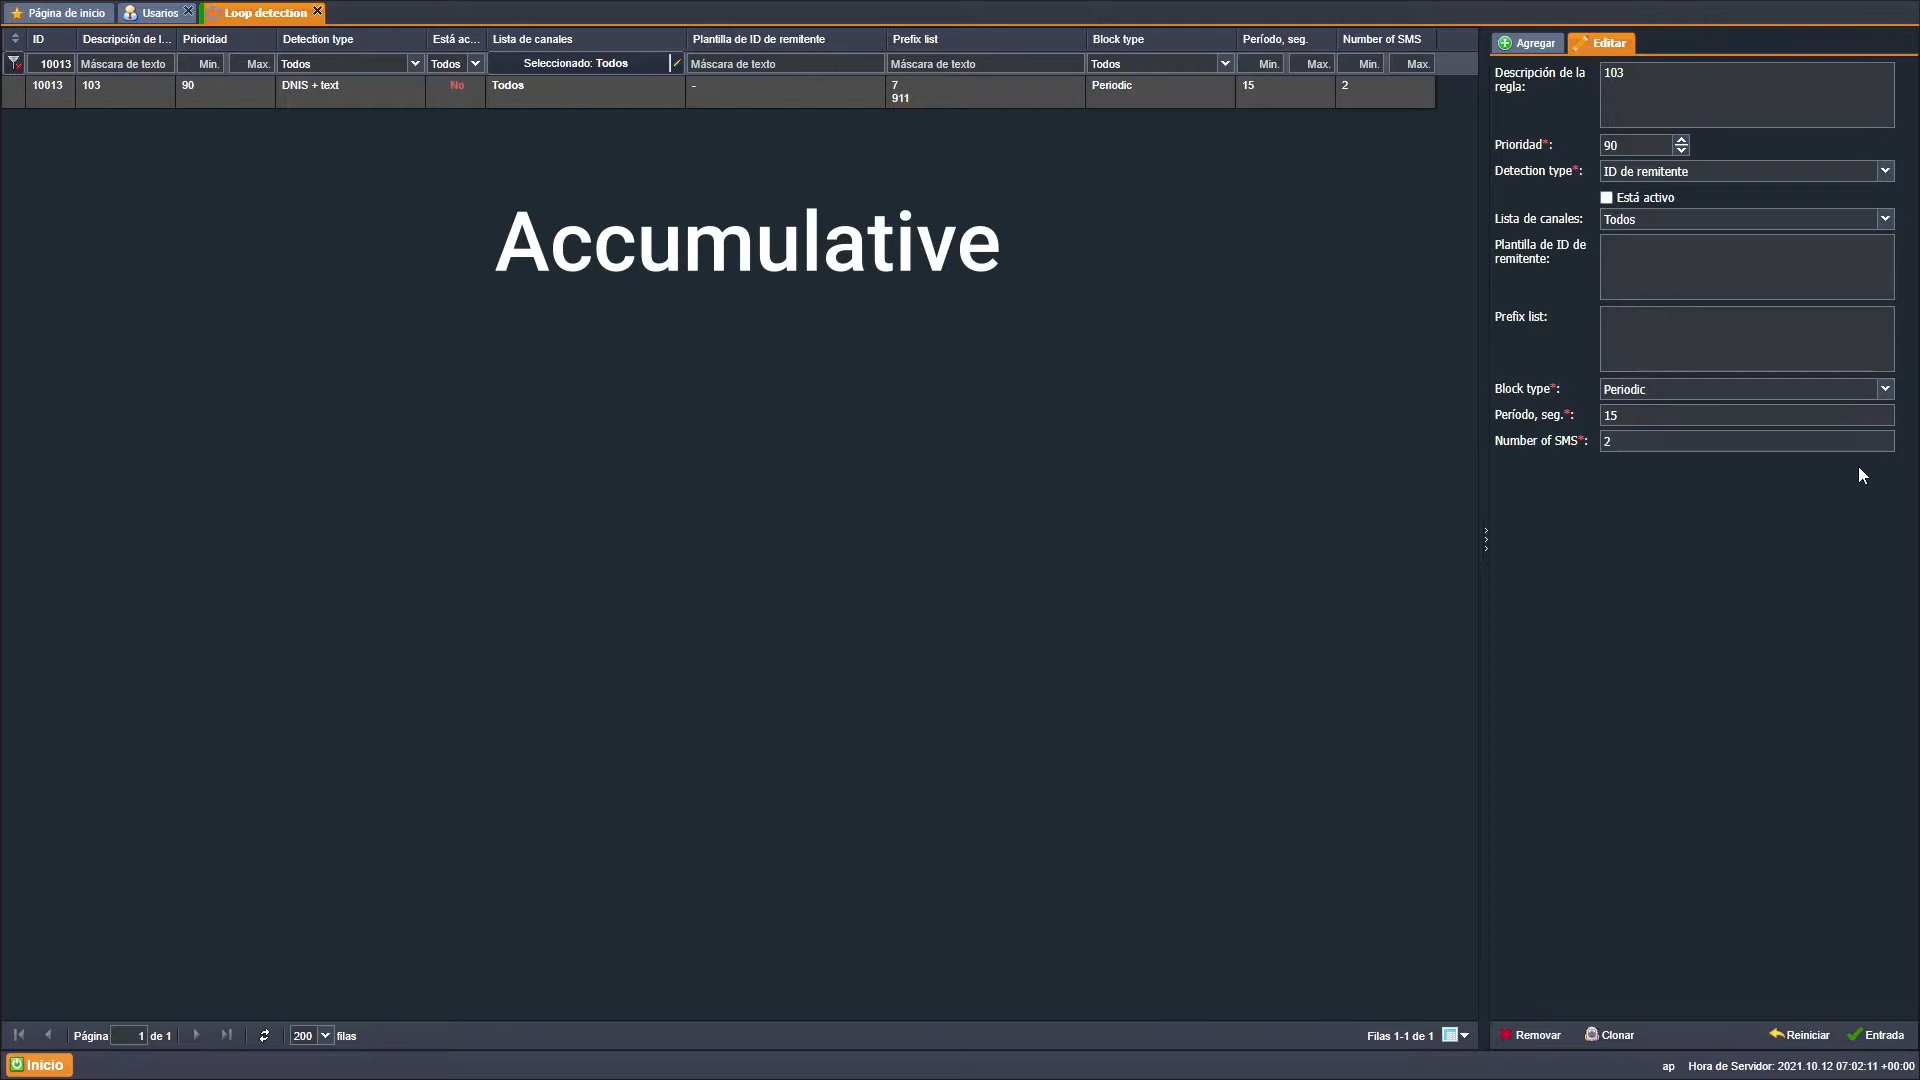 Página de inicio  Usarios  Loop detection
ID  Descripción de l...  Prioridad  Detection type  Está ac...  Lista de canales  Plantilla de ID de remitente  Prefix list  Block type  Período, seg.  Number of SMS
10013  Máscara de texto  Min.  Max.  Todos  Todos  Seleccionado: Todos  Máscara de texto  Máscara de texto  Todos  Min.  Max.  Min.  Max.
10013  103  90  DNIS + text  No  Todos  -  7  Periodic  15  2
911
Accumulative
Agregar  Editar
Descripción de la regla:  103
Prioridad*:  90
Detection type*:  ID de remitente
Está activo
Lista de canales:  Todos
Plantilla de ID de remitente:
Prefix list:
Block type*:  Periodic
Período, seg.*:  15
Number of SMS*:  2
Página  1  de 1  200  filas  Filas 1-1 de 1
Remover  Clonar  Reiniciar  Entrada
Inicio  ap  Hora de Servidor: 2021.10.12 07:02:11 +00:00